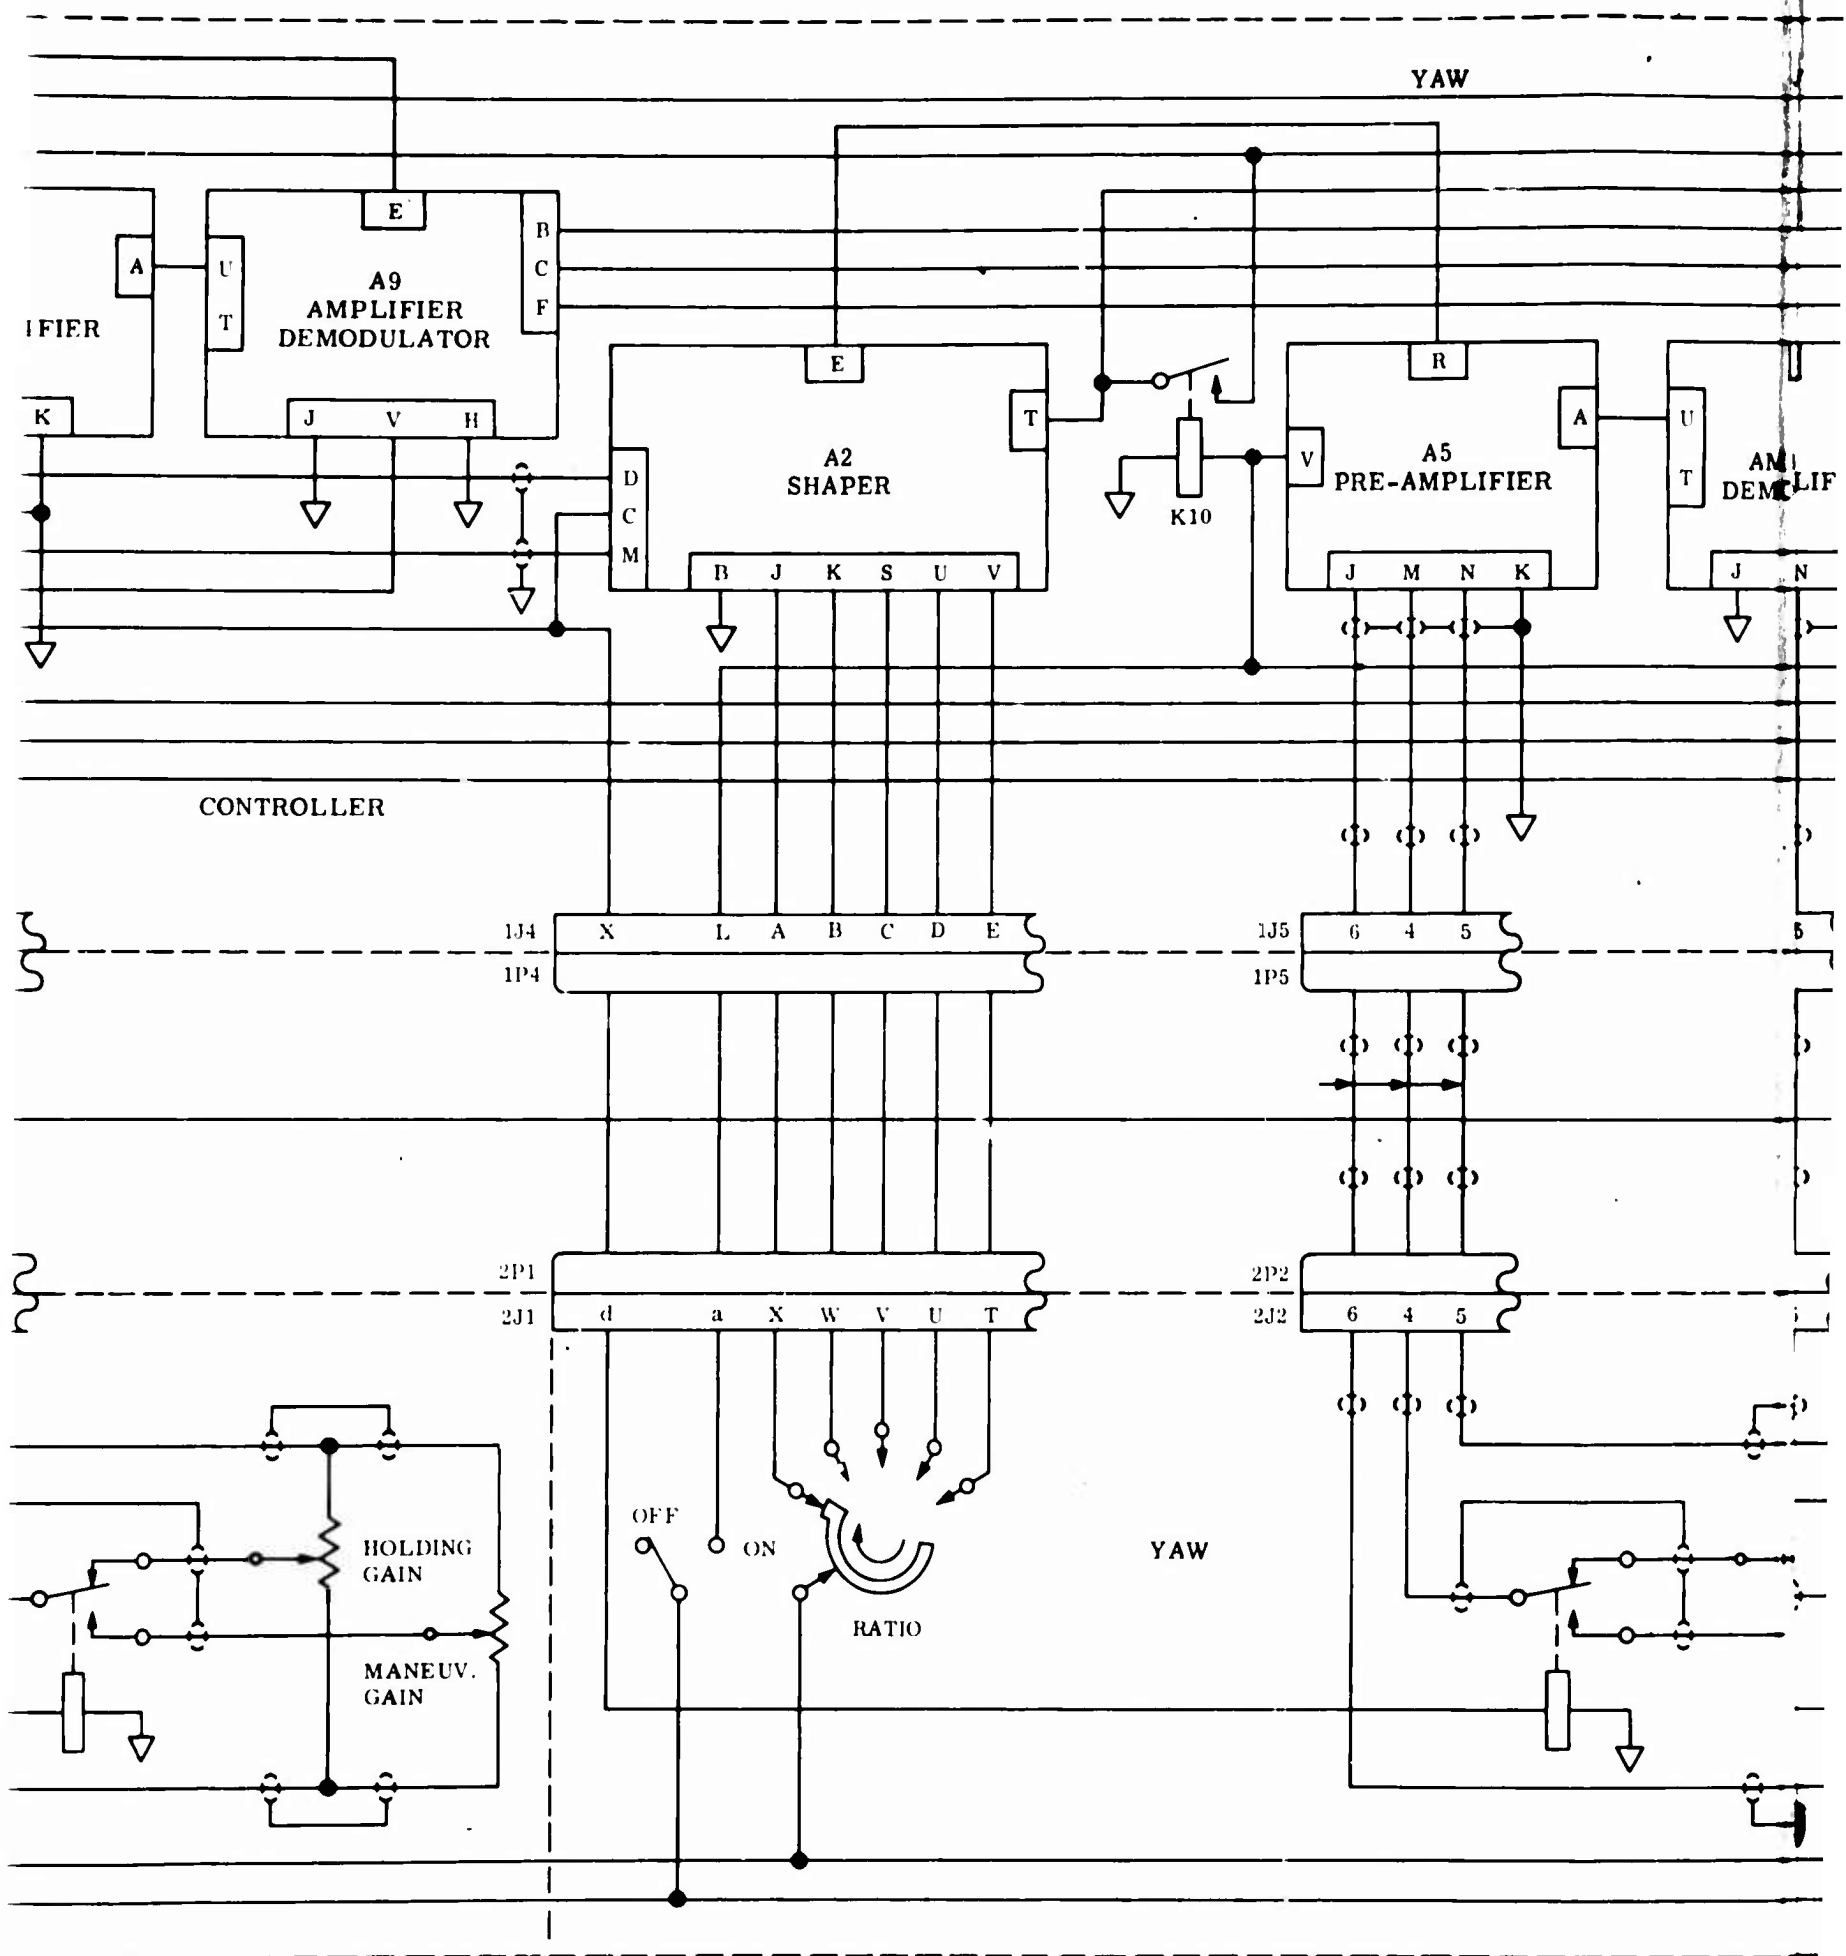 YAW
E
B
A
U
C
A9
AMPLIFIER
DEMODULATOR
F
IFIER
T
E
R
K
J
V
H
T
A
U
A2
SHAPER
V
A5
PRE-AMPLIFIER
D
T
C
K10
M
B
J
K
S
U
V
J
M
N
K
J
N
CONTROLLER
1J4
X
L
A
B
C
D
E
1J5
6
4
5
1P4
1P5
2P1
2P2
2J1
d
a
X
W
V
U
T
2J2
6
4
5
OFF
ON
HOLDING
GAIN
YAW
RATIO
MANEUV.
GAIN